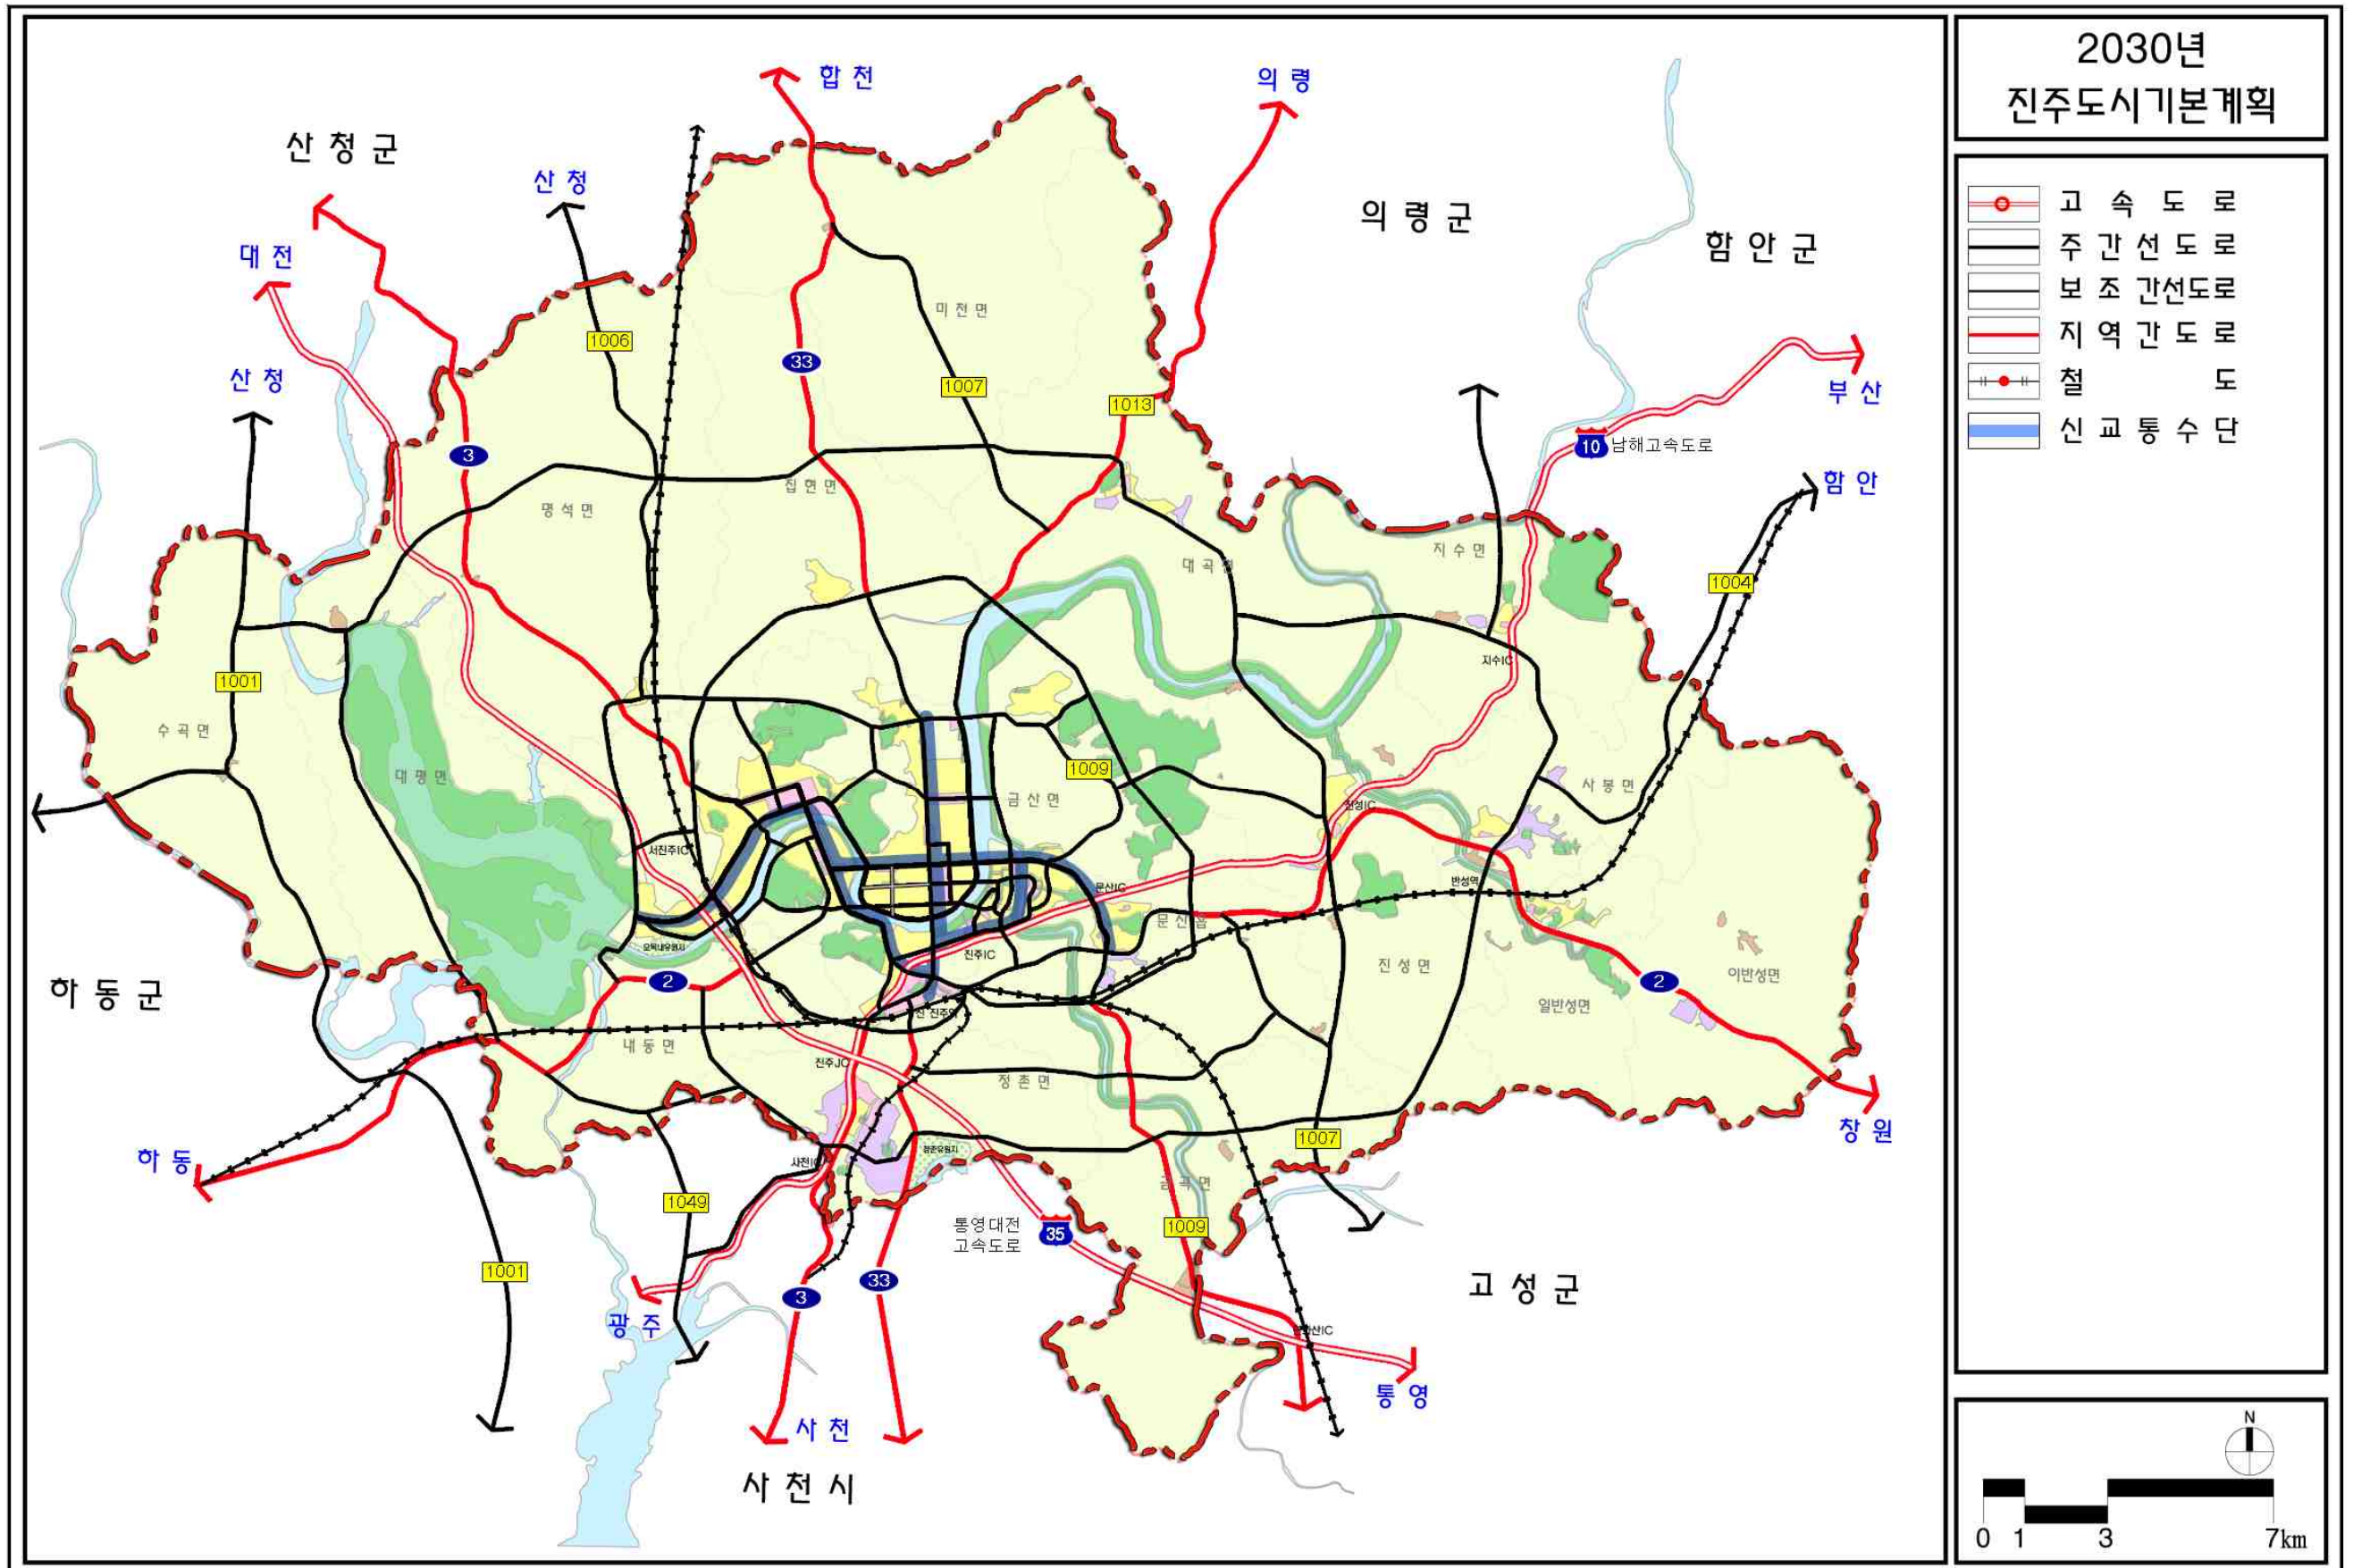 2030년
진주도시기본계획
고 속 도 로
주 간 선 도 로
보 조 간선도로
지 역 간 도 로
철 도
신 교 통 수 단
합 천
의 령
산 청 군
산 청
의 령 군
함 안 군
대 전
미 천 면
1006
33
산 청
1007
1013
부 산
10
남해고속도로
3
함 안
집 현 면
명 석 면
지 수 면
대 곡 면
1004
지수IC
1001
수 곡 면
대 평 면
1009
금 산 면
사 봉 면
진성IC
서진주IC
반성역
문산IC
문 산 읍
진주IC
진 성 면
이반성면
2
2
하 동 군
일반성면
신 진주역
내 동 면
진주JC
정 촌 면
창 원
1007
하 동
사천IC
금 곡 면
1049
통영대전
고속도로
35
1009
1001
33
3
고 성 군
광 주
통 영
사 천
사 천 시
N
0 1 3 7km